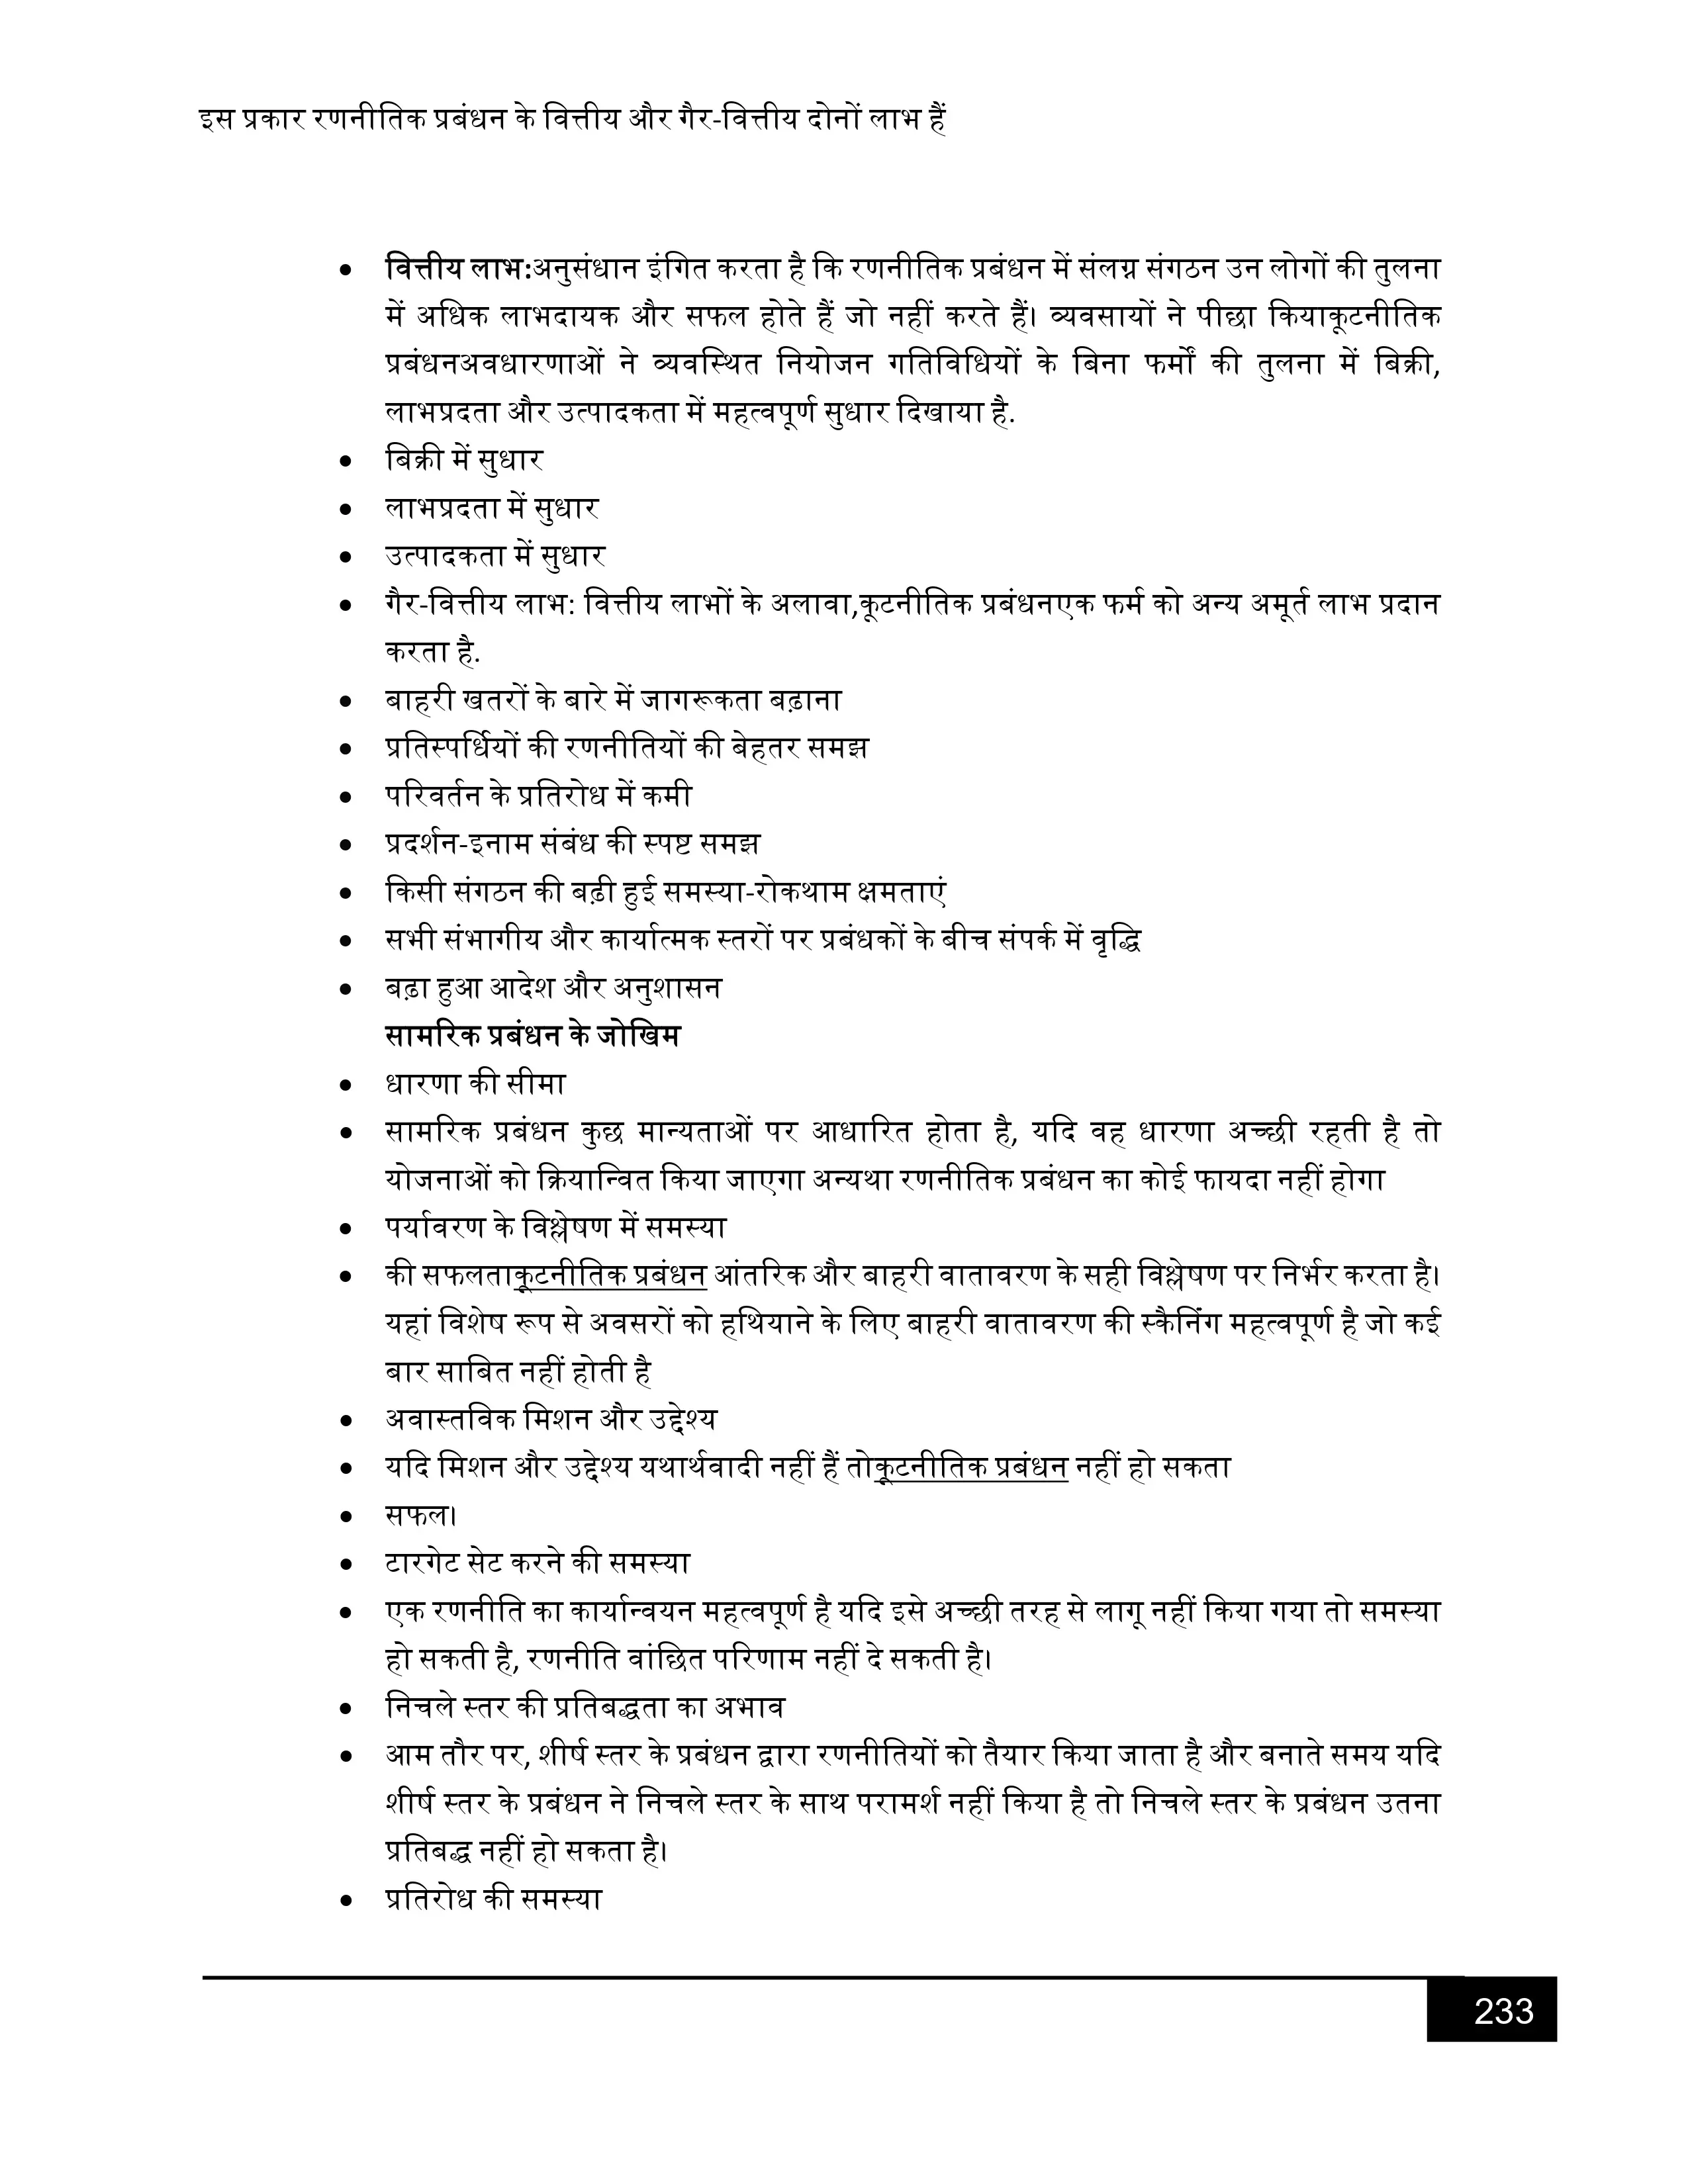 इस प्रकार रणनीतिक प्रबंधन के वित्तीय और गैर-वित्तीय दोनों लाभ हैं
• वित्तीय लाभ:अनुसंधान इंगित करता है कि रणनीतिक प्रबंधन में संलग्न संगठन उन लोगों की तुलना
में अधिक लाभदायक और सफल होते हैं जो नहीं करते हैं। व्यवसायों ने पीछा कियाकूटनीतिक
प्रबंधनअवधारणाओं ने व्यवस्थित नियोजन गतिविधियों के बिना फर्मों की तुलना में बिक्री,
लाभप्रदता और उत्पादकता में महत्वपूर्ण सुधार दिखाया है.
• बिक्री में सुधार
• लाभप्रदता में सुधार
• उत्पादकता में सुधार
• गैर-वित्तीय लाभ: वित्तीय लाभों के अलावा,कूटनीतिक प्रबंधनएक फर्म को अन्य अमूर्त लाभ प्रदान
करता है.
• बाहरी खतरों के बारे में जागरूकता बढ़ाना
• प्रतिस्पर्धियों की रणनीतियों की बेहतर समझ
• परिवर्तन के प्रतिरोध में कमी
• प्रदर्शन-इनाम संबंध की स्पष्ट समझ
• किसी संगठन की बढ़ी हुई समस्या-रोकथाम क्षमताएं
• सभी संभागीय और कार्यात्मक स्तरों पर प्रबंधकों के बीच संपर्क में वृद्धि
• बढ़ा हुआ आदेश और अनुशासन
सामरिक प्रबंधन के जोखिम
• धारणा की सीमा
• सामरिक प्रबंधन कुछ मान्यताओं पर आधारित होता है, यदि वह धारणा अच्छी रहती है तो
योजनाओं को क्रियान्वित किया जाएगा अन्यथा रणनीतिक प्रबंधन का कोई फायदा नहीं होगा
• पर्यावरण के विश्लेषण में समस्या
• की सफलताकूटनीतिक प्रबंधन आंतरिक और बाहरी वातावरण के सही विश्लेषण पर निर्भर करता है।
यहां विशेष रूप से अवसरों को हथियाने के लिए बाहरी वातावरण की स्कैनिंग महत्वपूर्ण है जो कई
बार साबित नहीं होती है
• अवास्तविक मिशन और उद्देश्य
• यदि मिशन और उद्देश्य यथार्थवादी नहीं हैं तोकूटनीतिक प्रबंधन नहीं हो सकता
• सफल।
• टारगेट सेट करने की समस्या
• एक रणनीति का कार्यान्वयन महत्वपूर्ण है यदि इसे अच्छी तरह से लागू नहीं किया गया तो समस्या
हो सकती है, रणनीति वांछित परिणाम नहीं दे सकती है।
• निचले स्तर की प्रतिबद्धता का अभाव
• आम तौर पर, शीर्ष स्तर के प्रबंधन द्वारा रणनीतियों को तैयार किया जाता है और बनाते समय यदि
शीर्ष स्तर के प्रबंधन ने निचले स्तर के साथ परामर्श नहीं किया है तो निचले स्तर के प्रबंधन उतना
प्रतिबद्ध नहीं हो सकता है।
• प्रतिरोध की समस्या
233